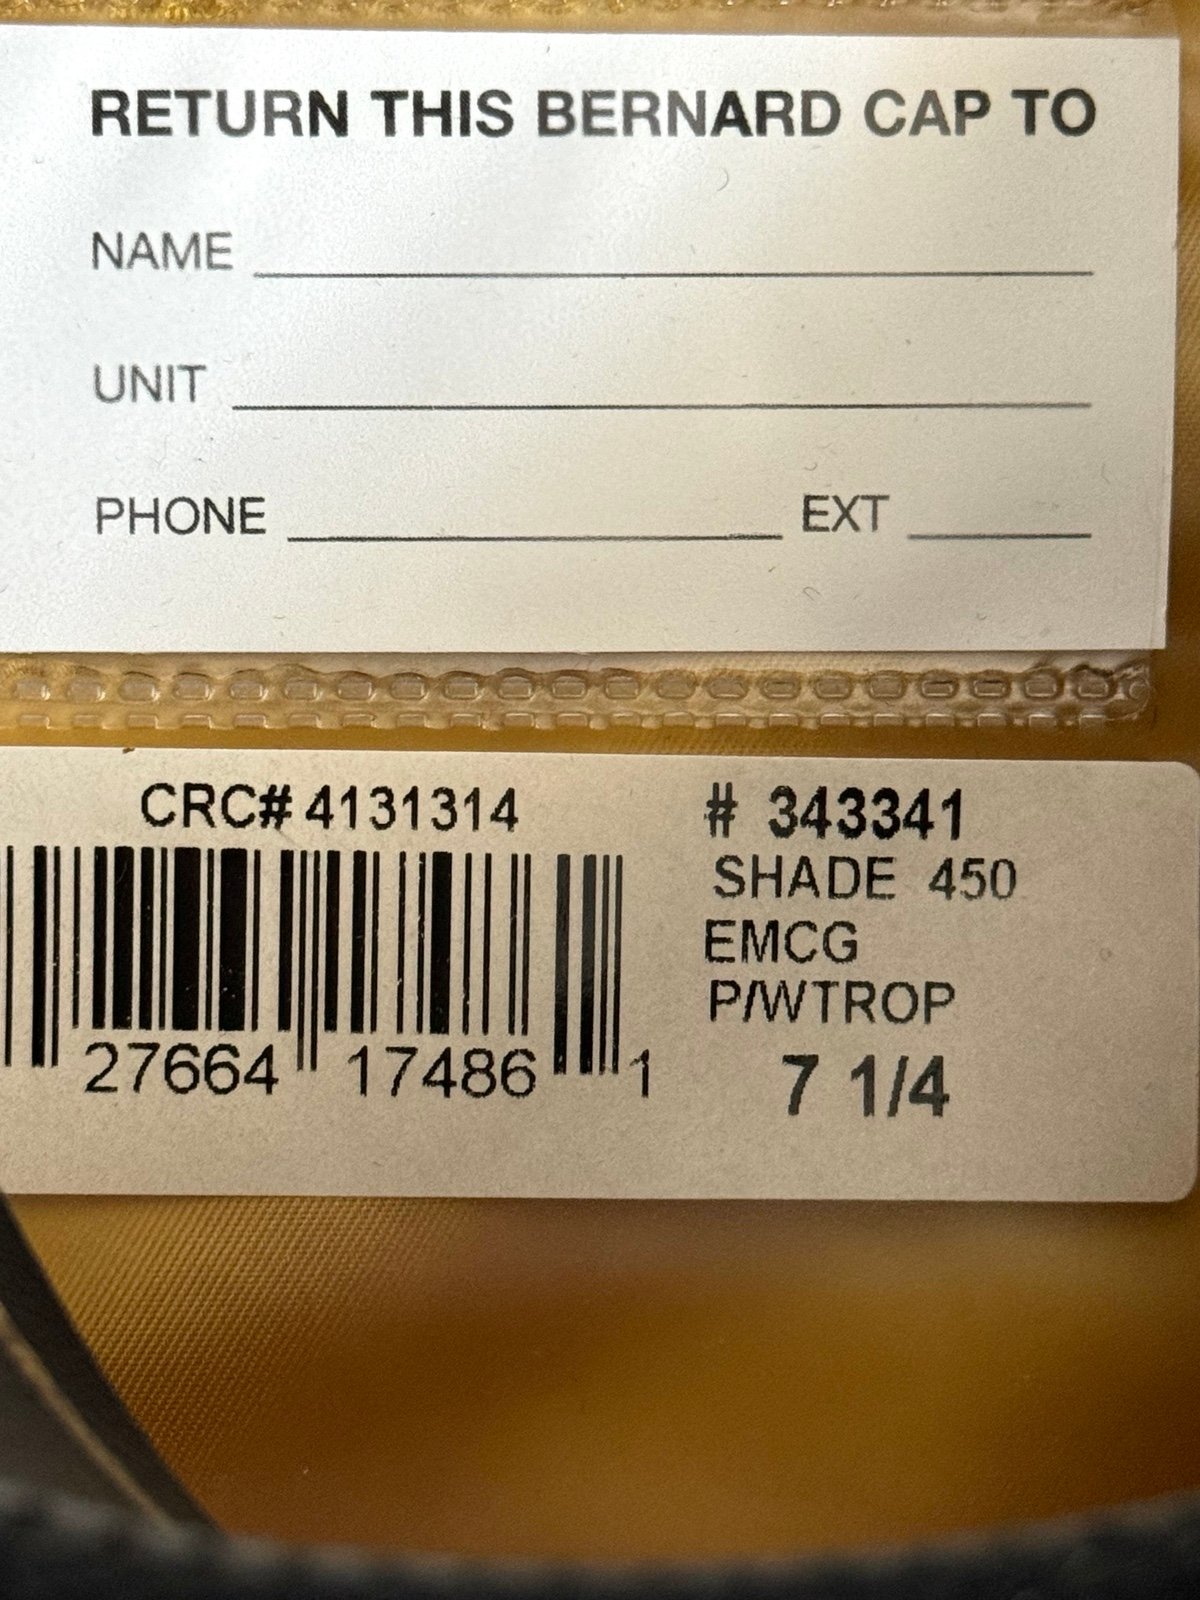 RETURN THIS BERNARD CAP TO
NAME
UNIT
PHONE EXT
CRC# 4131314
27664 17486 1
# 343341
SHADE 450
EMCG
P/WTROP
7 1/4